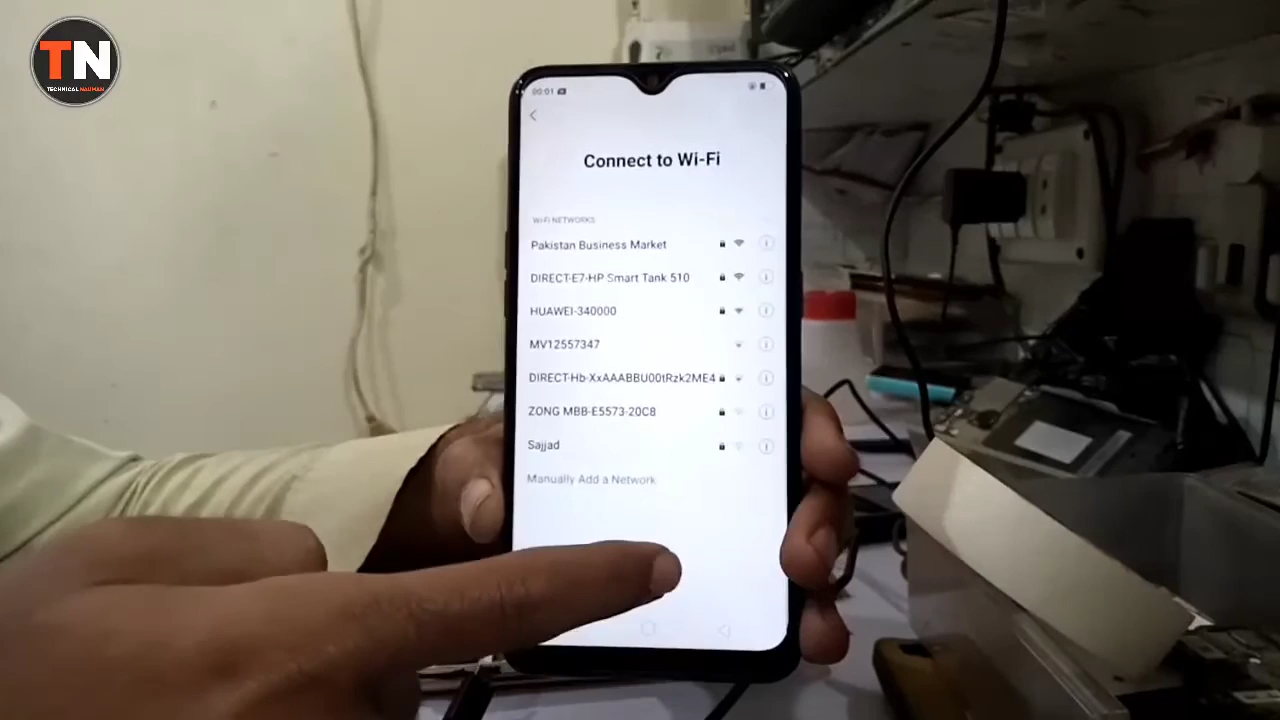 TN
TECHNICAL NAUMAN
00:01
Connect to Wi-Fi
WI-FI NETWORKS
Pakistan Business Market
DIRECT-E7-HP Smart Tank 510
HUAWEI-340000
MV12557347
DIRECT-Hb-XxAAABBU00tRzk2ME4
ZONG MBB-E5573-20C8
Sajjad
Manually Add a Network